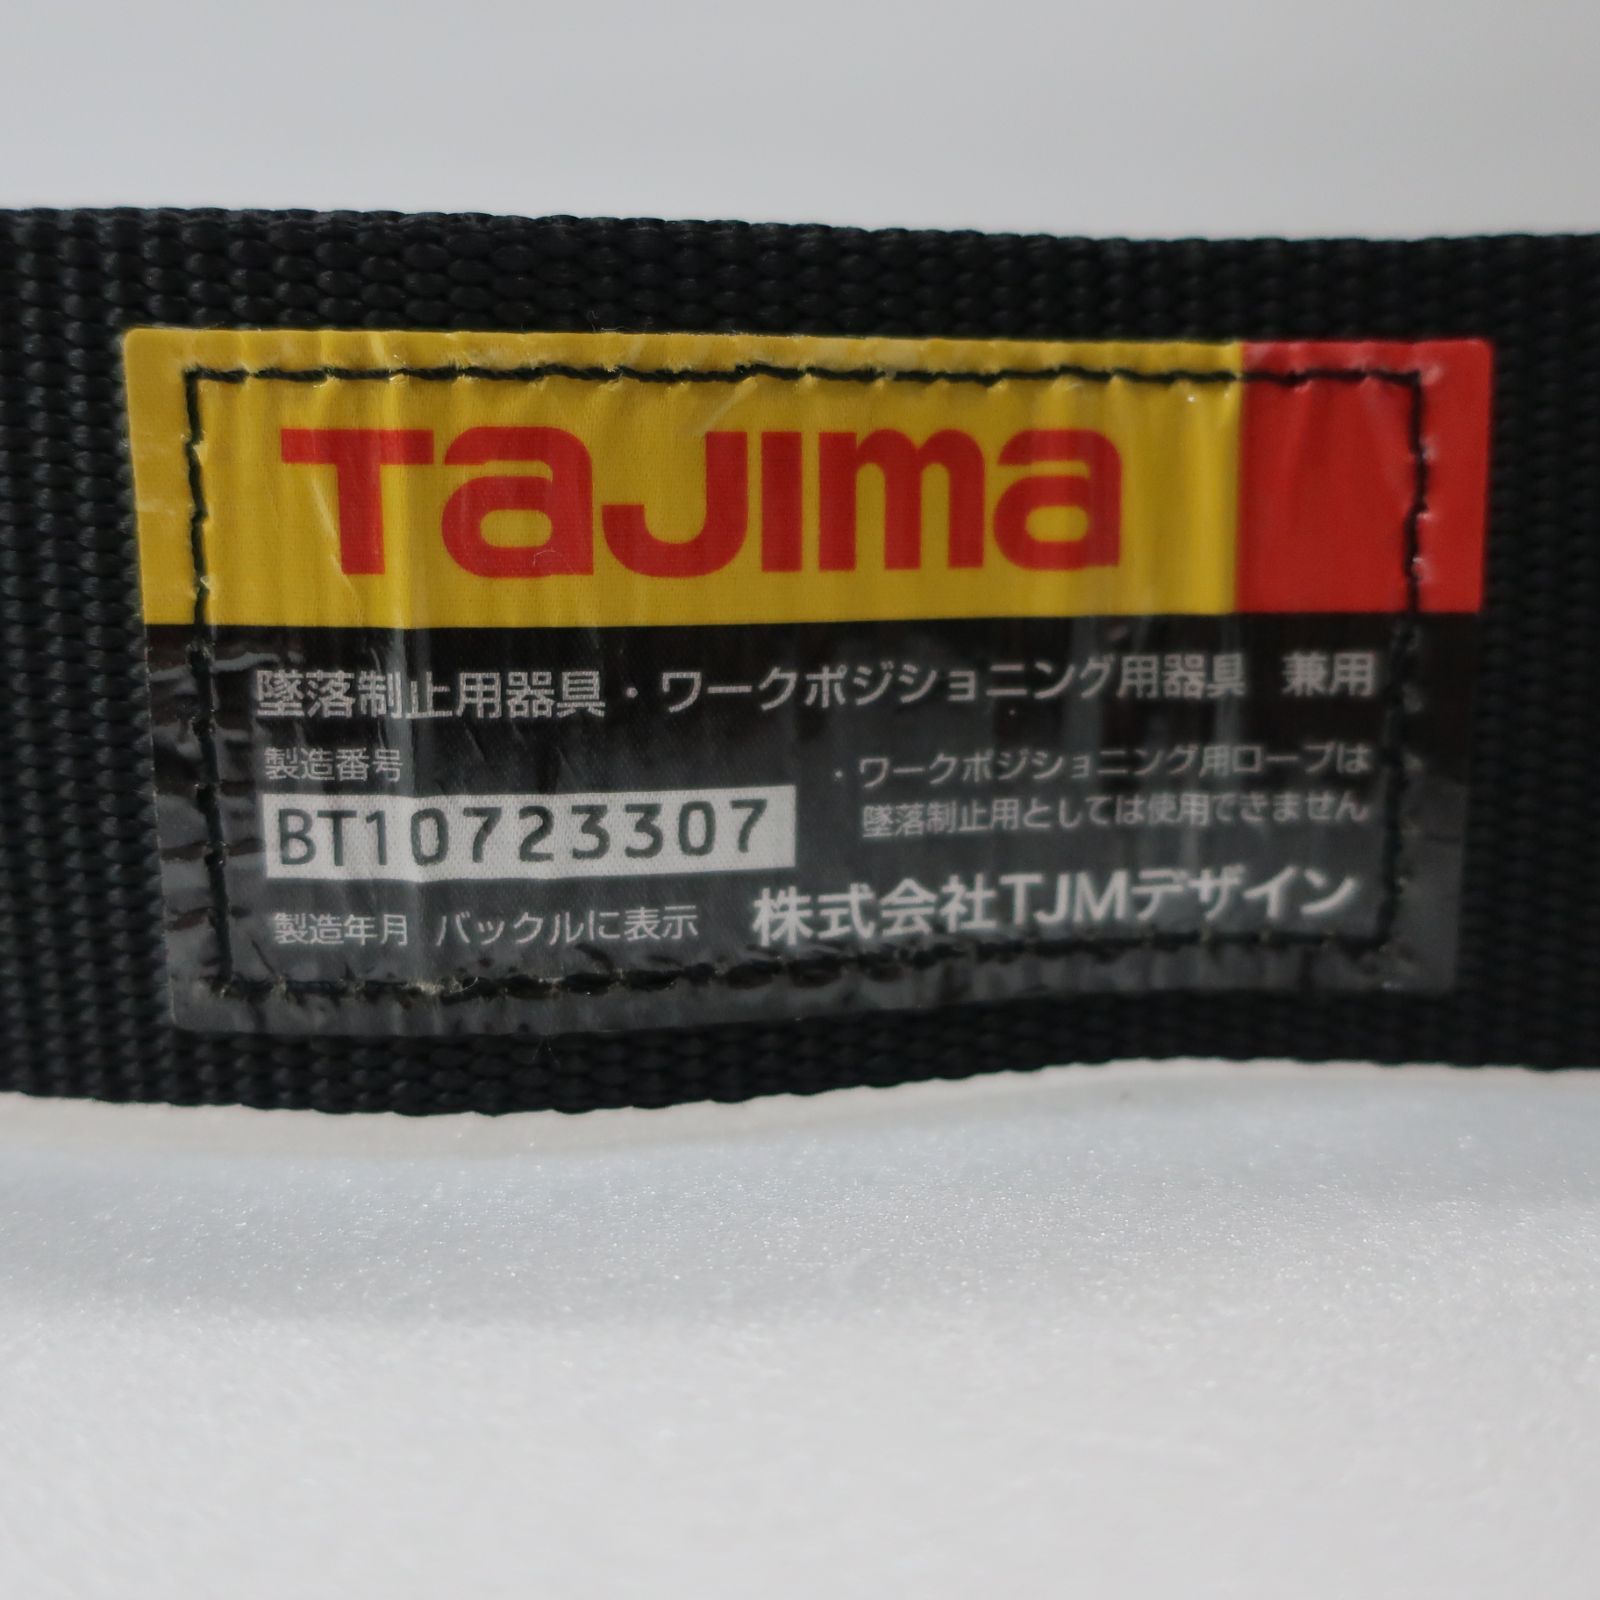 TaJima
墜落制止用器具・ワークポジショニング用器具 兼用
製造番号
BT10723307
・ワークポジショニング用ロープは
墜落制止用としては使用できません
製造年月 バックルに表示
株式会社TJMデザイン